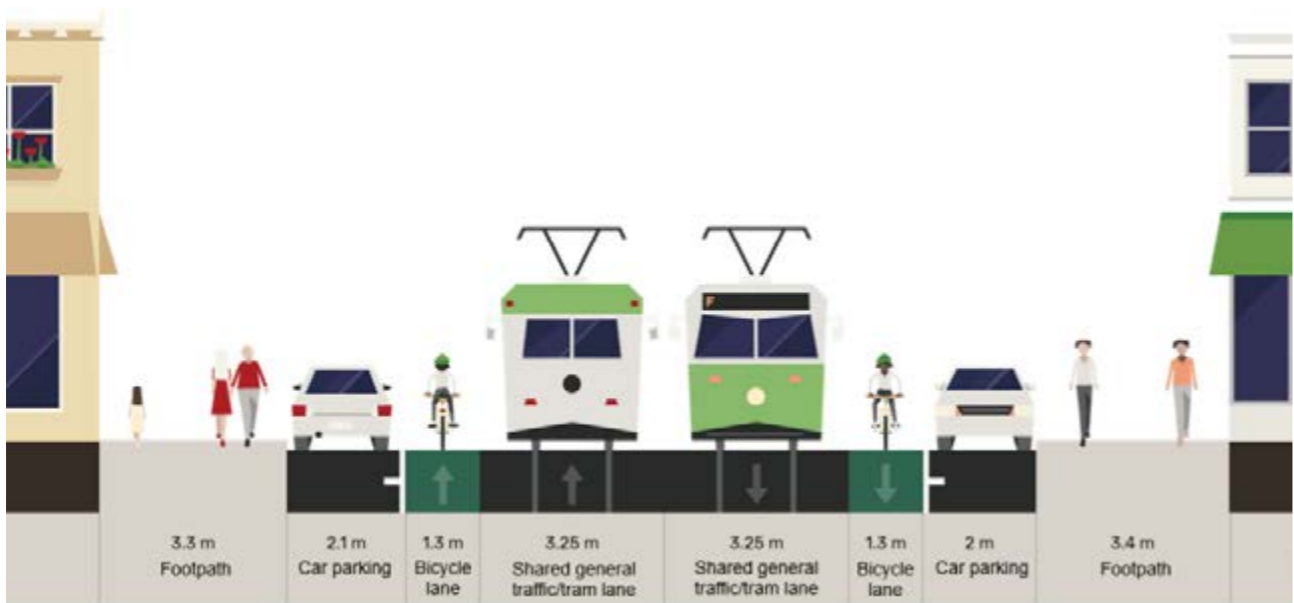 F
3.3 m
Footpath
2.1 m
Car parking
1.3 m
Bicycle
lane
3.25 m
Shared general
traffic/tram lane
3.25 m
Shared general
traffic/tram lane
1.3 m
Bicycle
lane
2 m
Car parking
3.4 m
Footpath